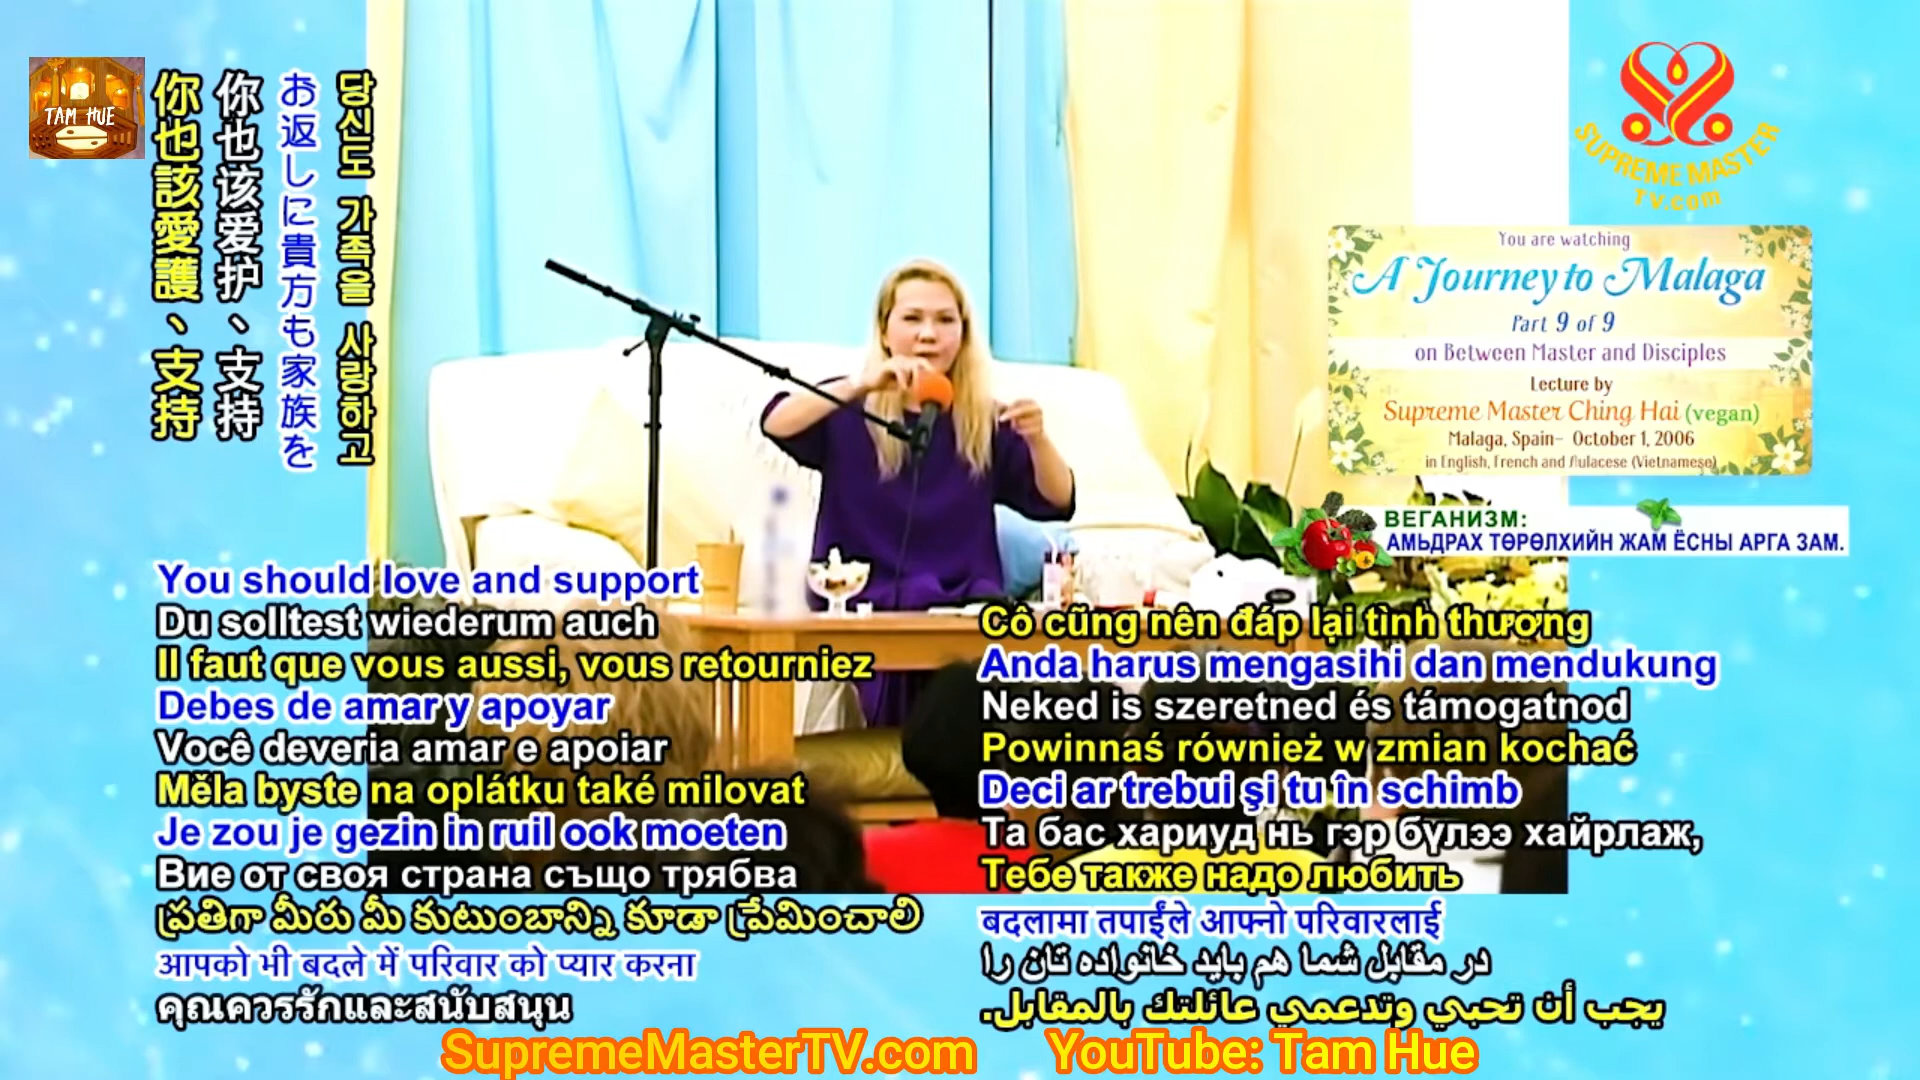 TAM HUE
你也該愛護、支持
你也该爱护、支持
お返しに貴方も家族を
당신도 가족을 사랑하고
SUPREME MASTER
TV.com
You are watching
A Journey to Malaga
Part 9 of 9
on Between Master and Disciples
Lecture by
Supreme Master Ching Hai (vegan)
Malaga, Spain- October 1, 2006
in English, French and Aulacese (Vietnamese)
ВЕГАНИЗМ:
АМЬДРАХ ТӨРӨЛХИЙН ЖАМ ЁСНЫ АРГА ЗАМ.
You should love and support
Du solltest wiederum auch
Il faut que vous aussi, vous retourniez
Debes de amar y apoyar
Você deveria amar e apoiar
Měla byste na oplátku také milovat
Je zou je gezin in ruil ook moeten
Вие от своя страна също трябва
ప్రతిగా మీరు మీ కుటుంబాన్ని కూడా ప్రేమించాలి
आपको भी बदले में परिवार को प्यार करना
คุณควรรักและสนับสนุน
Cô cũng nên đáp lại tình thương
Anda harus mengasihi dan mendukung
Neked is szeretned és támogatnod
Powinnaś również w zmian kochać
Deci ar trebui şi tu în schimb
Та бас хариуд нь гэр бүлээ хайрлаж,
Тебе также надо любить
बदलामा तपाईंले आफ्नो परिवारलाई
در مقابل شما هم باید خانواده تان را
يجب أن تحبي وتدعمي عائلتك بالمقابل.
SupremeMasterTV.com YouTube: Tam Hue